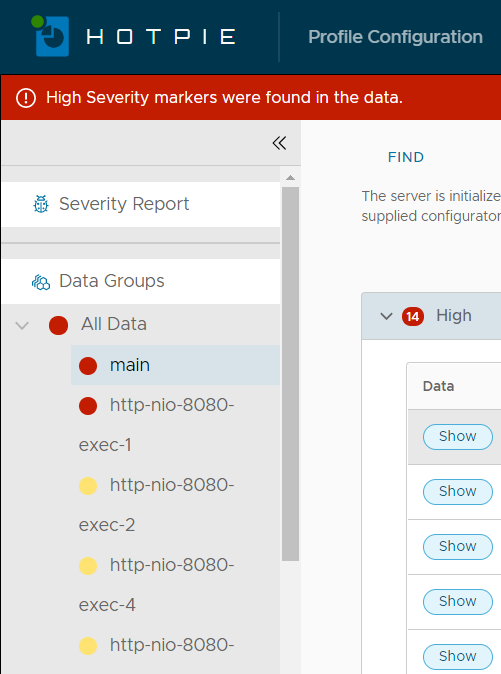 HOTPIE
Profile Configuration
High Severity markers were found in the data.
Severity Report
Data Groups
All Data
main
http-nio-8080-
exec-1
http-nio-8080-
exec-2
http-nio-8080-
exec-4
http-nio-8080-
FIND
The server is initialize
supplied configurator
14 High
Data
Show
Show
Show
Show
Show